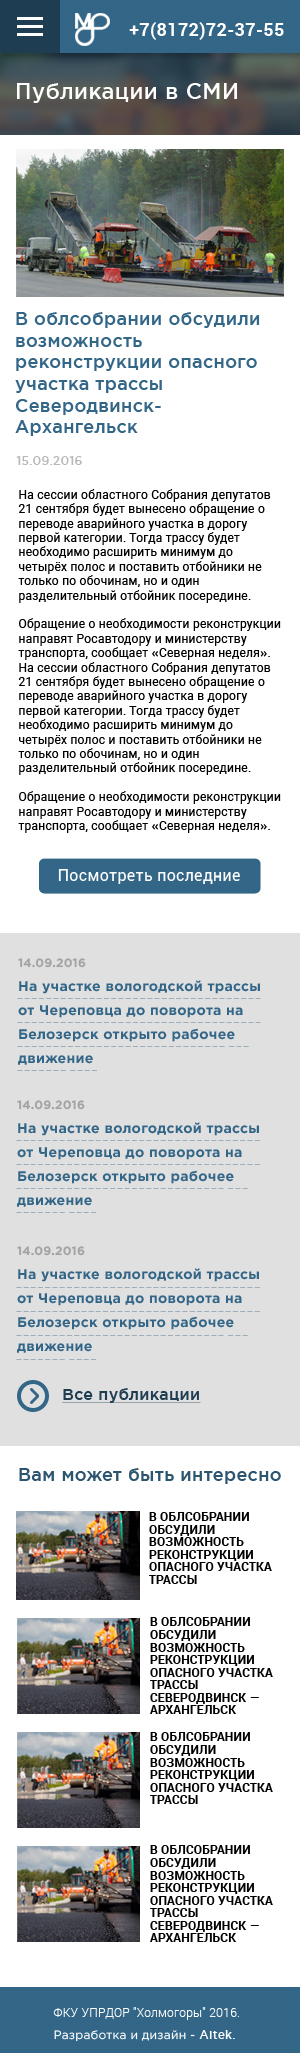 +7(8172)72-37-55
Публикации в СМИ
В облсобрании обсудили
возможность
реконструкции опасного
участка трассы
Северодвинск-
Архангельск
15.09.2016
На сессии областного Собрания депутатов
21 сентября будет вынесено обращение о
переводе аварийного участка в дорогу
первой категории. Тогда трассу будет
необходимо расширить минимум до
четырёх полос и поставить отбойники не
только по обочинам, но и один
разделительный отбойник посередине.
Обращение о необходимости реконструкции
направят Росавтодору и министерству
транспорта, сообщает «Северная неделя».
На сессии областного Собрания депутатов
21 сентября будет вынесено обращение о
переводе аварийного участка в дорогу
первой категории. Тогда трассу будет
необходимо расширить минимум до
четырёх полос и поставить отбойники не
только по обочинам, но и один
разделительный отбойник посередине.
Обращение о необходимости реконструкции
направят Росавтодору и министерству
транспорта, сообщает «Северная неделя».
Посмотреть последние
14.09.2016
На участке вологодской трассы
от Череповца до поворота на
Белозерск открыто рабочее
движение
14.09.2016
На участке вологодской трассы
от Череповца до поворота на
Белозерск открыто рабочее
движение
14.09.2016
На участке вологодской трассы
от Череповца до поворота на
Белозерск открыто рабочее
движение
Все публикации
Вам может быть интересно
В ОБЛСОБРАНИИ
ОБСУДИЛИ
ВОЗМОЖНОСТЬ
РЕКОНСТРУКЦИИ
ОПАСНОГО УЧАСТКА
ТРАССЫ
В ОБЛСОБРАНИИ
ОБСУДИЛИ
ВОЗМОЖНОСТЬ
РЕКОНСТРУКЦИИ
ОПАСНОГО УЧАСТКА
ТРАССЫ
СЕВЕРОДВИНСК —
АРХАНГЕЛЬСК
В ОБЛСОБРАНИИ
ОБСУДИЛИ
ВОЗМОЖНОСТЬ
РЕКОНСТРУКЦИИ
ОПАСНОГО УЧАСТКА
ТРАССЫ
В ОБЛСОБРАНИИ
ОБСУДИЛИ
ВОЗМОЖНОСТЬ
РЕКОНСТРУКЦИИ
ОПАСНОГО УЧАСТКА
ТРАССЫ
СЕВЕРОДВИНСК —
АРХАНГЕЛЬСК
ФКУ УПРДОР "Холмогоры" 2016.
Разработка и дизайн - Altek.